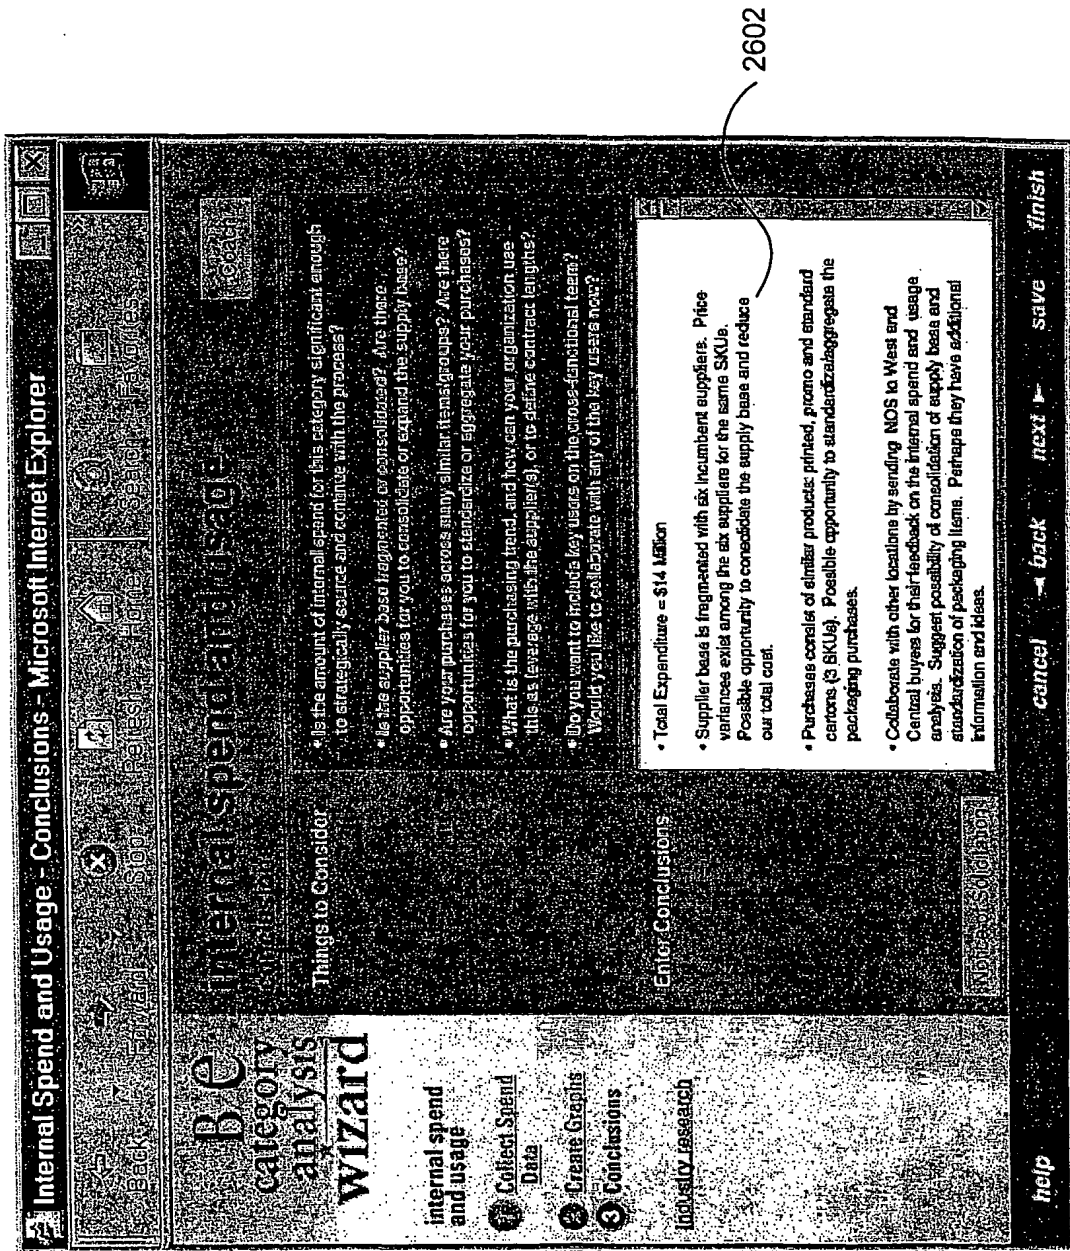 Internal Spend and Usage - Conclusions - Microsoft Internet Explorer
Back Forward Stop Refresh Home Search Favorites
B e
category
analysis
wizard
internal spend
and usage
Collect Spend
Data
2 Create Graphs
3 Conclusions
Industry research
Internal spend and usage
coach
Things to Consider
• Is the amount of internal spend for this category significant enough
to strategically source and continue with the process?
• Is the supplier base fragmented or consolidated? Are there
opportunities for you to consolidate or expand the supply base?
• Are your purchases across many similar items/groups? Are there
opportunities for you to standardize or aggregate your purchases?
• What is the purchasing trend, and how can your organization use
this as leverage with the supplier(s), or to define contract lengths?
• Do you want to include key users on the cross-functional team?
Would you like to collaborate with any of the key users now?
Enter Conclusions
• Total Expenditure = $14 Million
• Supplier base is fragmented with six incumbent suppliers. Price
variances exist among the six suppliers for the same SKUs.
Possible opportunity to consolidate the supply base and reduce
our total cost.
• Purchases consist of similar products: printed, promo and standard
cartons (3 SKUs). Possible opportunity to standardize/aggregate the
packaging purchases.
• Collaborate with other locations by sending NOS to West and
Central buyers for their feedback on the internal spend and usage
analysis. Suggest possibility of consolidation of supply base and
standardization of packaging items. Perhaps they have additional
information and ideas.
Notice of Solicitation
help cancel ◄ back next ► save finish
2602